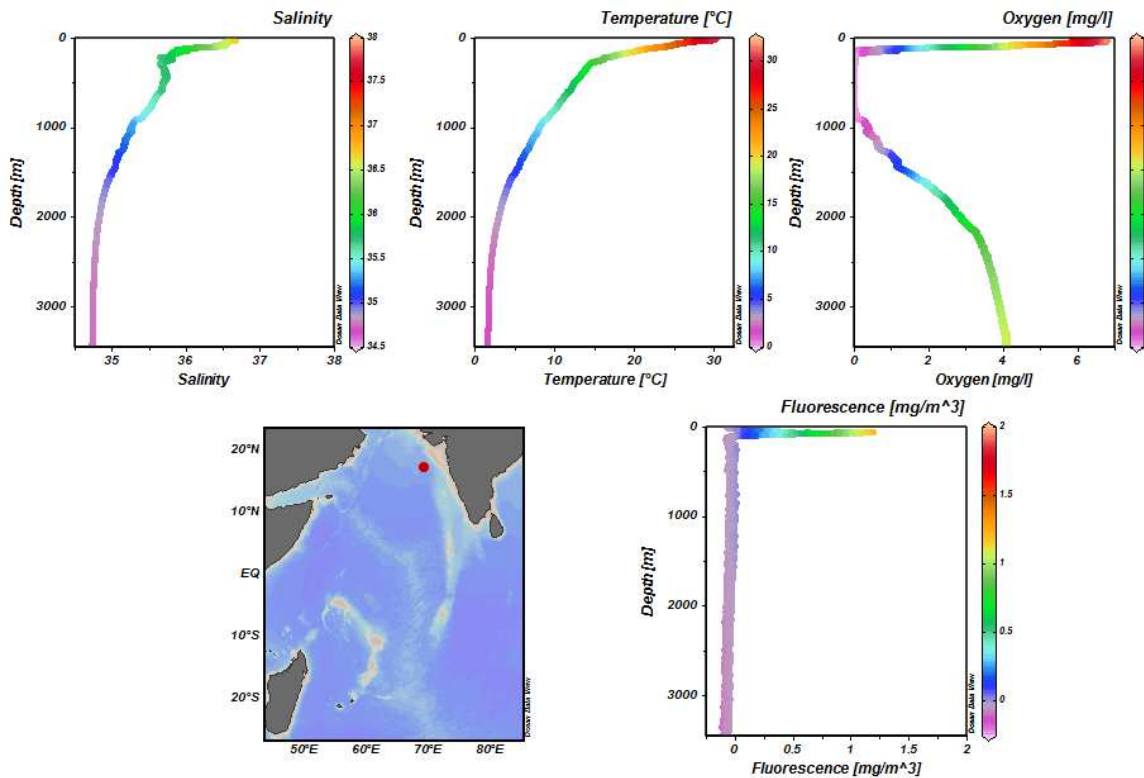 Salinity
0
1000
2000
3000
Depth [m]
35
36
37
38
Salinity
38
37.5
37
36.5
36
35.5
35
34.5
Ocean Data View
Temperature [°C]
0
1000
2000
3000
Depth [m]
0
10
20
30
Temperature [°C]
30
25
20
15
10
5
0
Ocean Data View
Oxygen [mg/l]
0
1000
2000
3000
Depth [m]
0
2
4
6
Oxygen [mg/l]
Ocean Data View
20°N
10°N
EQ
10°S
20°S
50°E
60°E
70°E
80°E
Ocean Data View
Fluorescence [mg/m^3]
0
1000
2000
3000
Depth [m]
0
0.5
1
1.5
2
Fluorescence [mg/m^3]
2
1.5
1
0.5
0
Ocean Data View